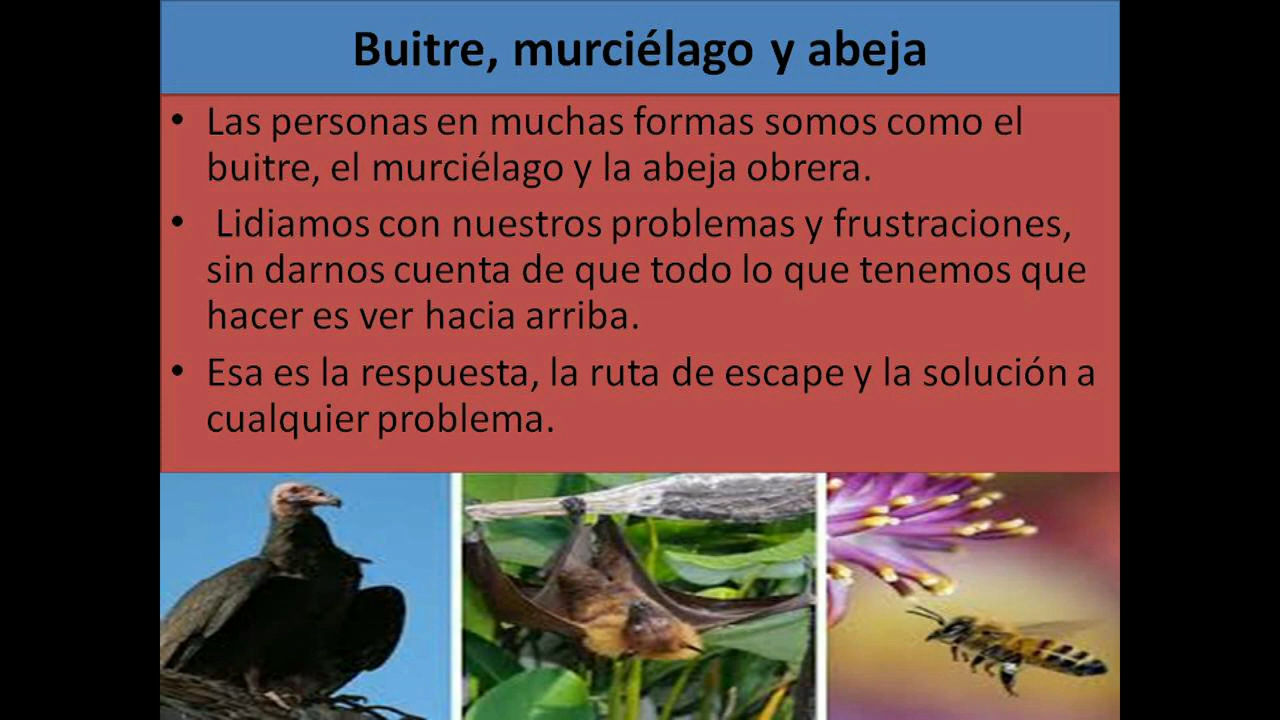 Buitre, murciélago y abeja
• Las personas en muchas formas somos como el
buitre, el murciélago y la abeja obrera.
• Lidiamos con nuestros problemas y frustraciones,
sin darnos cuenta de que todo lo que tenemos que
hacer es ver hacia arriba.
• Esa es la respuesta, la ruta de escape y la solución a
cualquier problema.